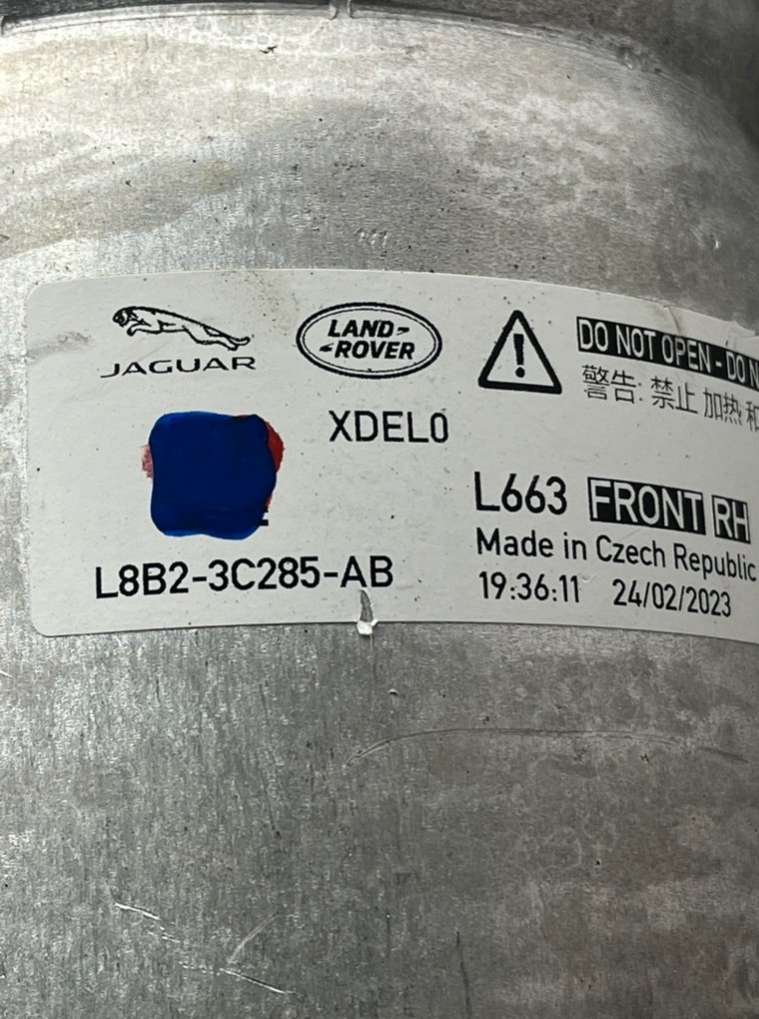 JAGUAR
LAND-
-ROVER
DO NOT OPEN - DO
警告: 禁止 加热 和
XDEL0
L663 FRONT RH
Made in Czech Republic
L8B2-3C285-AB
19:36:11 24/02/2023